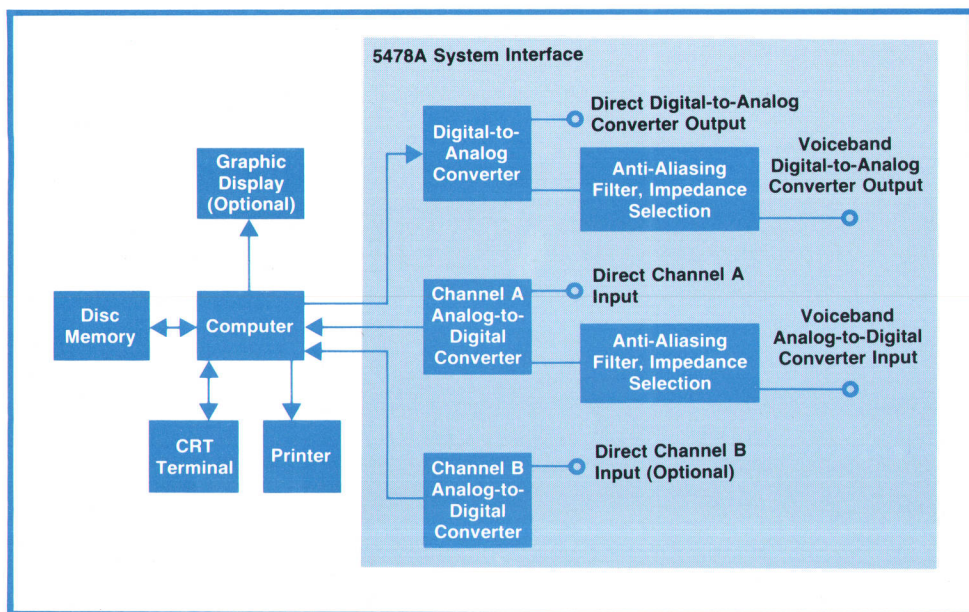 5478A System Interface
Graphic
Display
(Optional)
Disc
Memory
Computer
CRT
Terminal
Printer
Digital-to-
Analog
Converter
Direct Digital-to-Analog
Converter Output
Anti-Aliasing
Filter, Impedance
Selection
Voiceband
Digital-to-Analog
Converter Output
Channel A
Analog-to-
Digital
Converter
Direct Channel A
Input
Anti-Aliasing
Filter, Impedance
Selection
Voiceband
Analog-to-Digital
Converter Input
Channel B
Analog-to-
Digital
Converter
Direct Channel B
Input (Optional)